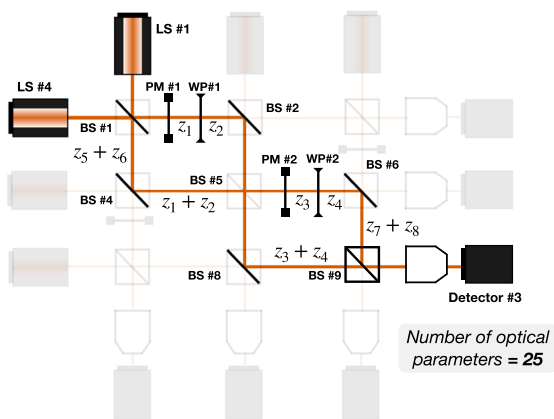 LS #1
LS #4
PM #1 WP#1
BS #1
z₁ z₂
BS #2
z₅ + z₆
BS #4
z₁ + z₂
BS #5
PM #2 WP#2
z₃ z₄
BS #6
z₇ + z₈
z₃ + z₄
BS #8
BS #9
Detector #3
Number of optical
parameters = 25